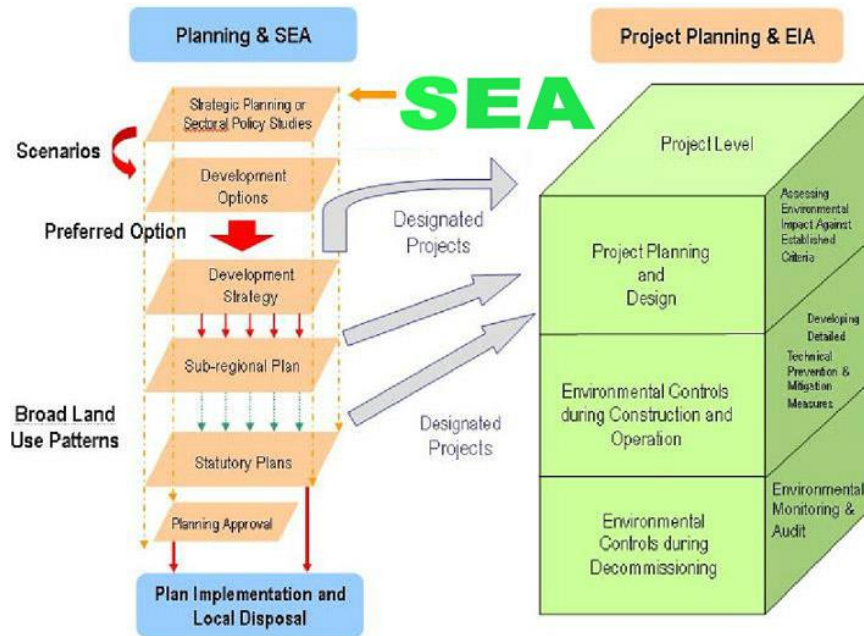 Planning & SEA
SEA
Strategic Planning or
Sectoral Policy Studies
Scenarios
Development
Options
Preferred Option
Development
Strategy
Sub-regional Plan
Broad Land
Use Patterns
Statutory Plans
Planning Approval
Plan Implementation and
Local Disposal
Designated
Projects
Designated
Projects
Project Planning & EIA
Project Level
Project Planning
and
Design
Assessing
Environmental
Impact Against
Established
Criteria
Environmental Controls
during Construction and
Operation
Developing
Detailed
Technical
Prevention &
Mitigation
Measures
Environmental
Controls during
Decommissioning
Environmental
Monitoring &
Audit